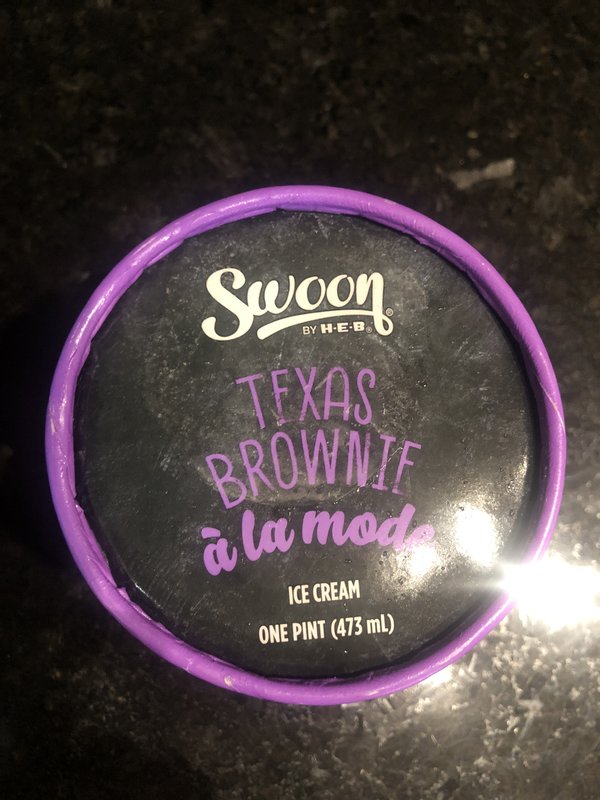 Swoon®
BY H-E-B®
TEXAS
BROWNIE
à la mode
ICE CREAM
ONE PINT (473 mL)